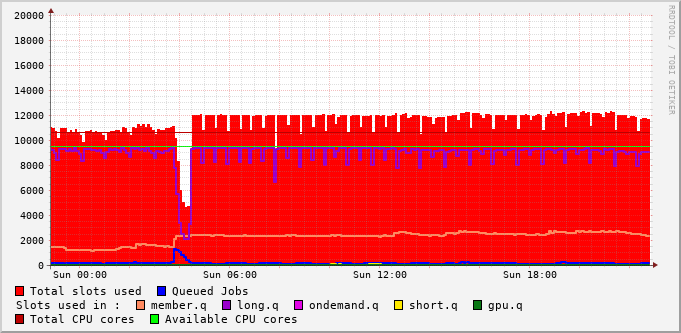 20000
18000
16000
14000
12000
10000
8000
6000
4000
2000
0
Sun 00:00 Sun 06:00 Sun 12:00 Sun 18:00
RRDTOOL / TOBI OETIKER
Total slots used Queued Jobs
Slots used in : member.q long.q ondemand.q short.q gpu.q
Total CPU cores Available CPU cores